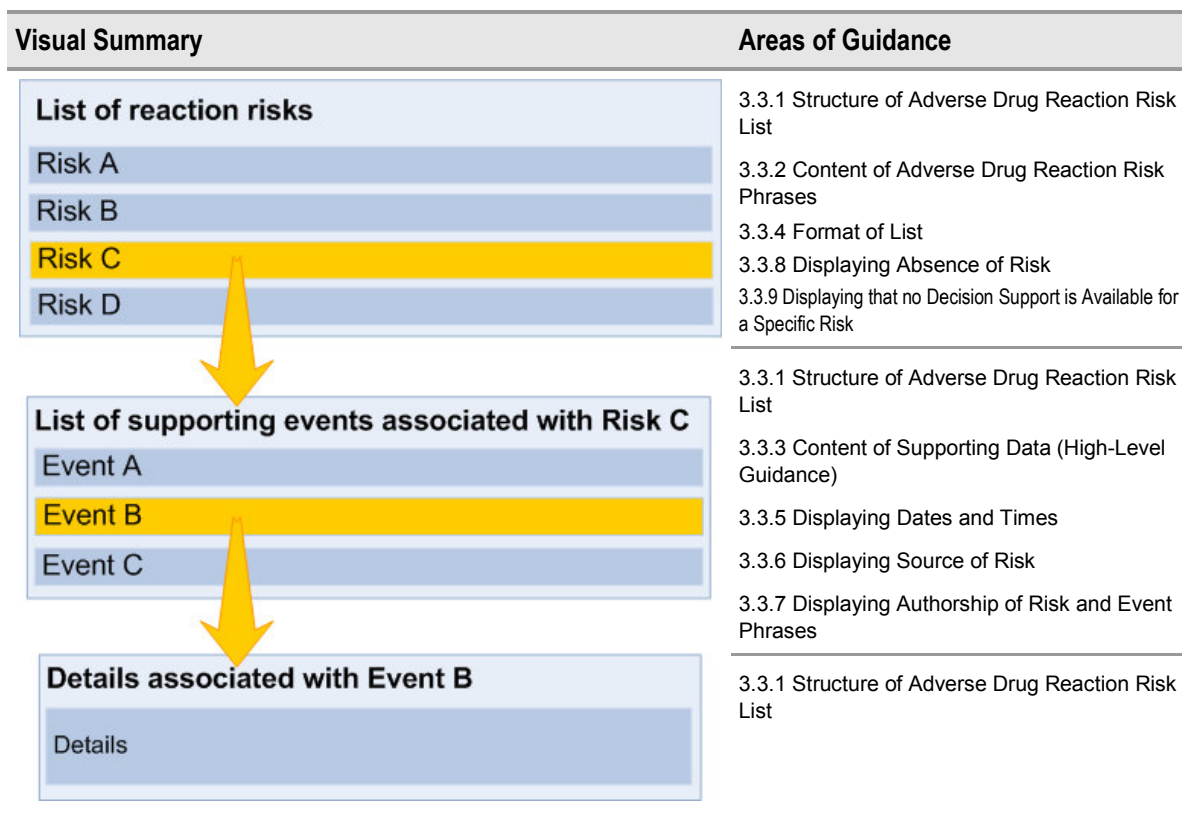 Visual Summary
Areas of Guidance
List of reaction risks
Risk A
Risk B
Risk C
Risk D
3.3.1 Structure of Adverse Drug Reaction Risk
List
3.3.2 Content of Adverse Drug Reaction Risk
Phrases
3.3.4 Format of List
3.3.8 Displaying Absence of Risk
3.3.9 Displaying that no Decision Support is Available for
a Specific Risk
List of supporting events associated with Risk C
Event A
Event B
Event C
3.3.1 Structure of Adverse Drug Reaction Risk
List
3.3.3 Content of Supporting Data (High-Level
Guidance)
3.3.5 Displaying Dates and Times
3.3.6 Displaying Source of Risk
3.3.7 Displaying Authorship of Risk and Event
Phrases
Details associated with Event B
Details
3.3.1 Structure of Adverse Drug Reaction Risk
List